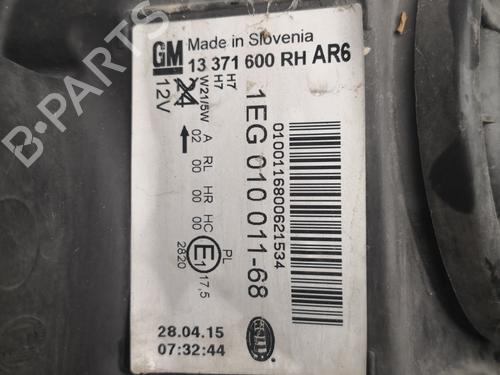 GM
Made in Slovenia
13 371 600 RH AR6
H7
H7
W21/5W
24
12V
A RL HR HC PL
02 00 00 00
E1
17,5
2820
1EG 010 011-68
0100116800621534
HELLA
28.04.15
07:32:44
B-Parts